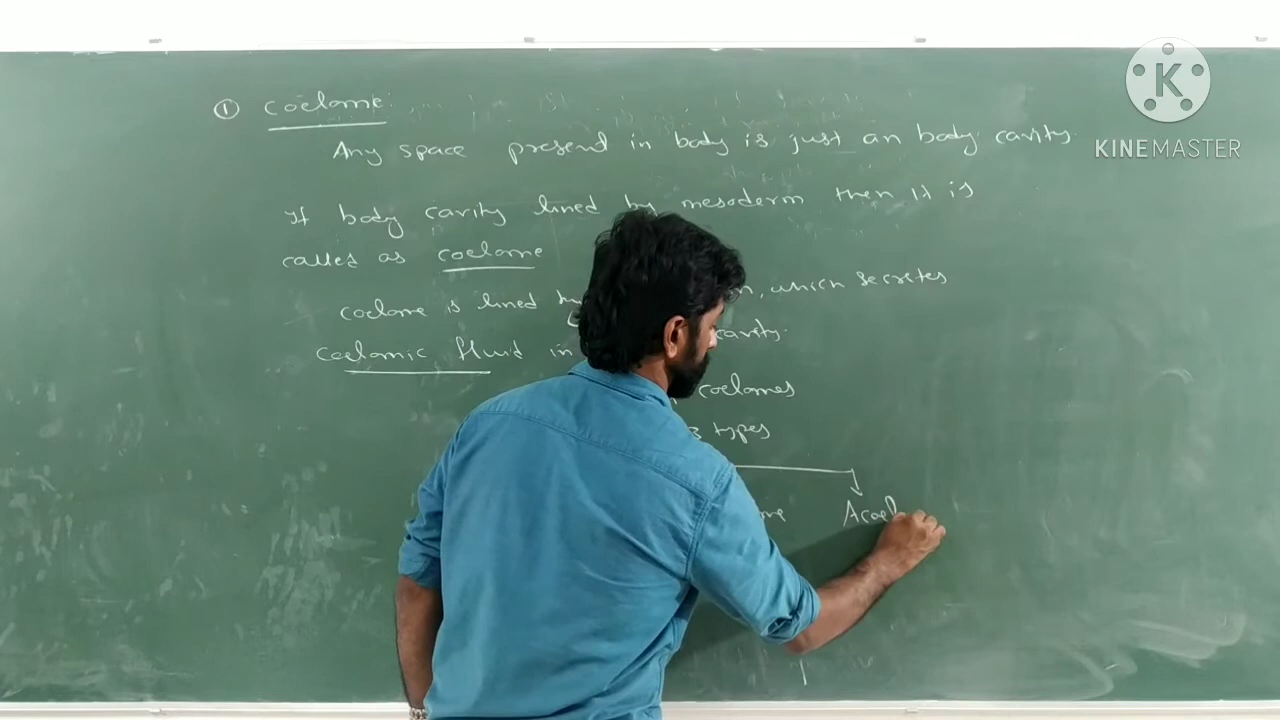 ① coelome
Any space present in body is just an body cavity
If body cavity lined by mesoderm then it is
called as coelome
coelome is lined by , which secretes
Coelomic fluid in cavity.
coelomes
3 types
Acoel
K
KINEMASTER